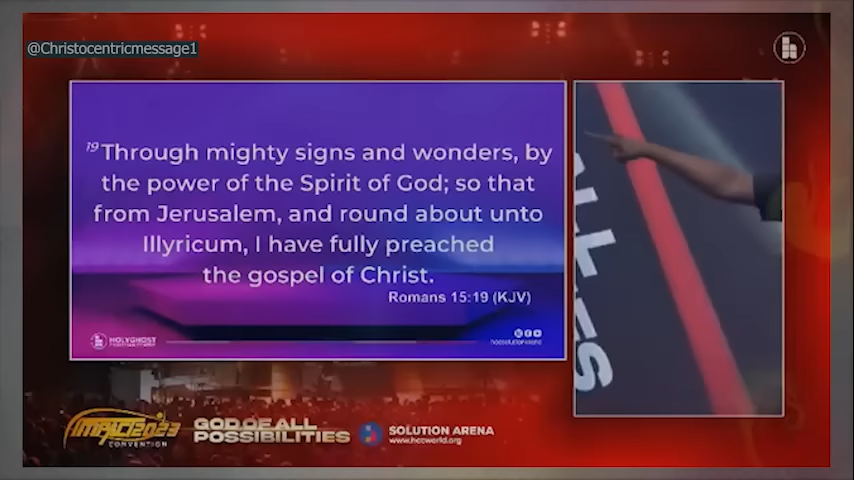 @Christocentricmessage1
19 Through mighty signs and wonders, by
the power of the Spirit of God; so that
from Jerusalem, and round about unto
Illyricum, I have fully preached
the gospel of Christ.
Romans 15:19 (KJV)
HOLYGHOST
IMPACT2023
CONVENTION
GOD OF ALL
POSSIBILITIES
SOLUTION ARENA
www.hccworld.org